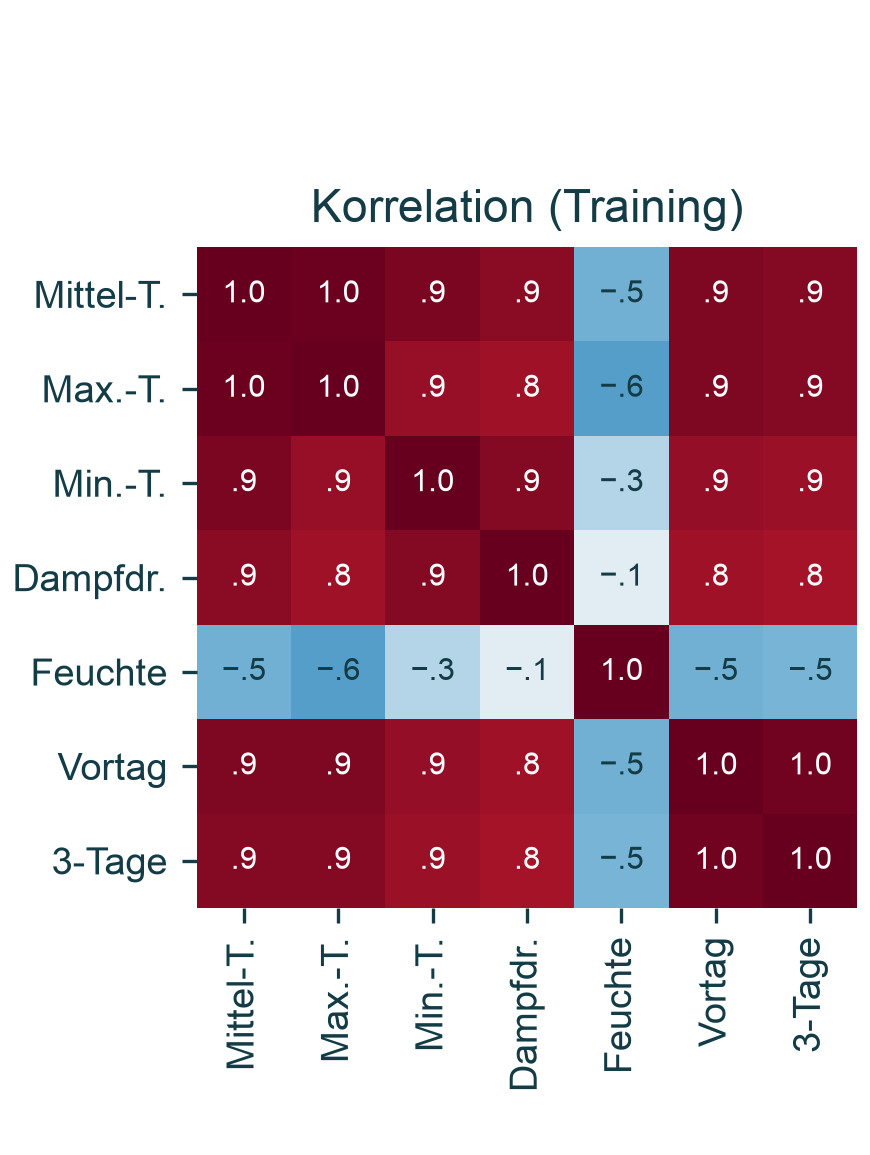 Korrelation (Training)
Mittel-T. 1.0 1.0 .9 .9 −.5 .9 .9
Max.-T. 1.0 1.0 .9 .8 −.6 .9 .9
Min.-T. .9 .9 1.0 .9 −.3 .9 .9
Dampfdr. .9 .8 .9 1.0 −.1 .8 .8
Feuchte −.5 −.6 −.3 −.1 1.0 −.5 −.5
Vortag .9 .9 .9 .8 −.5 1.0 1.0
3-Tage .9 .9 .9 .8 −.5 1.0 1.0
Mittel-T. Max.-T. Min.-T. Dampfdr. Feuchte Vortag 3-Tage